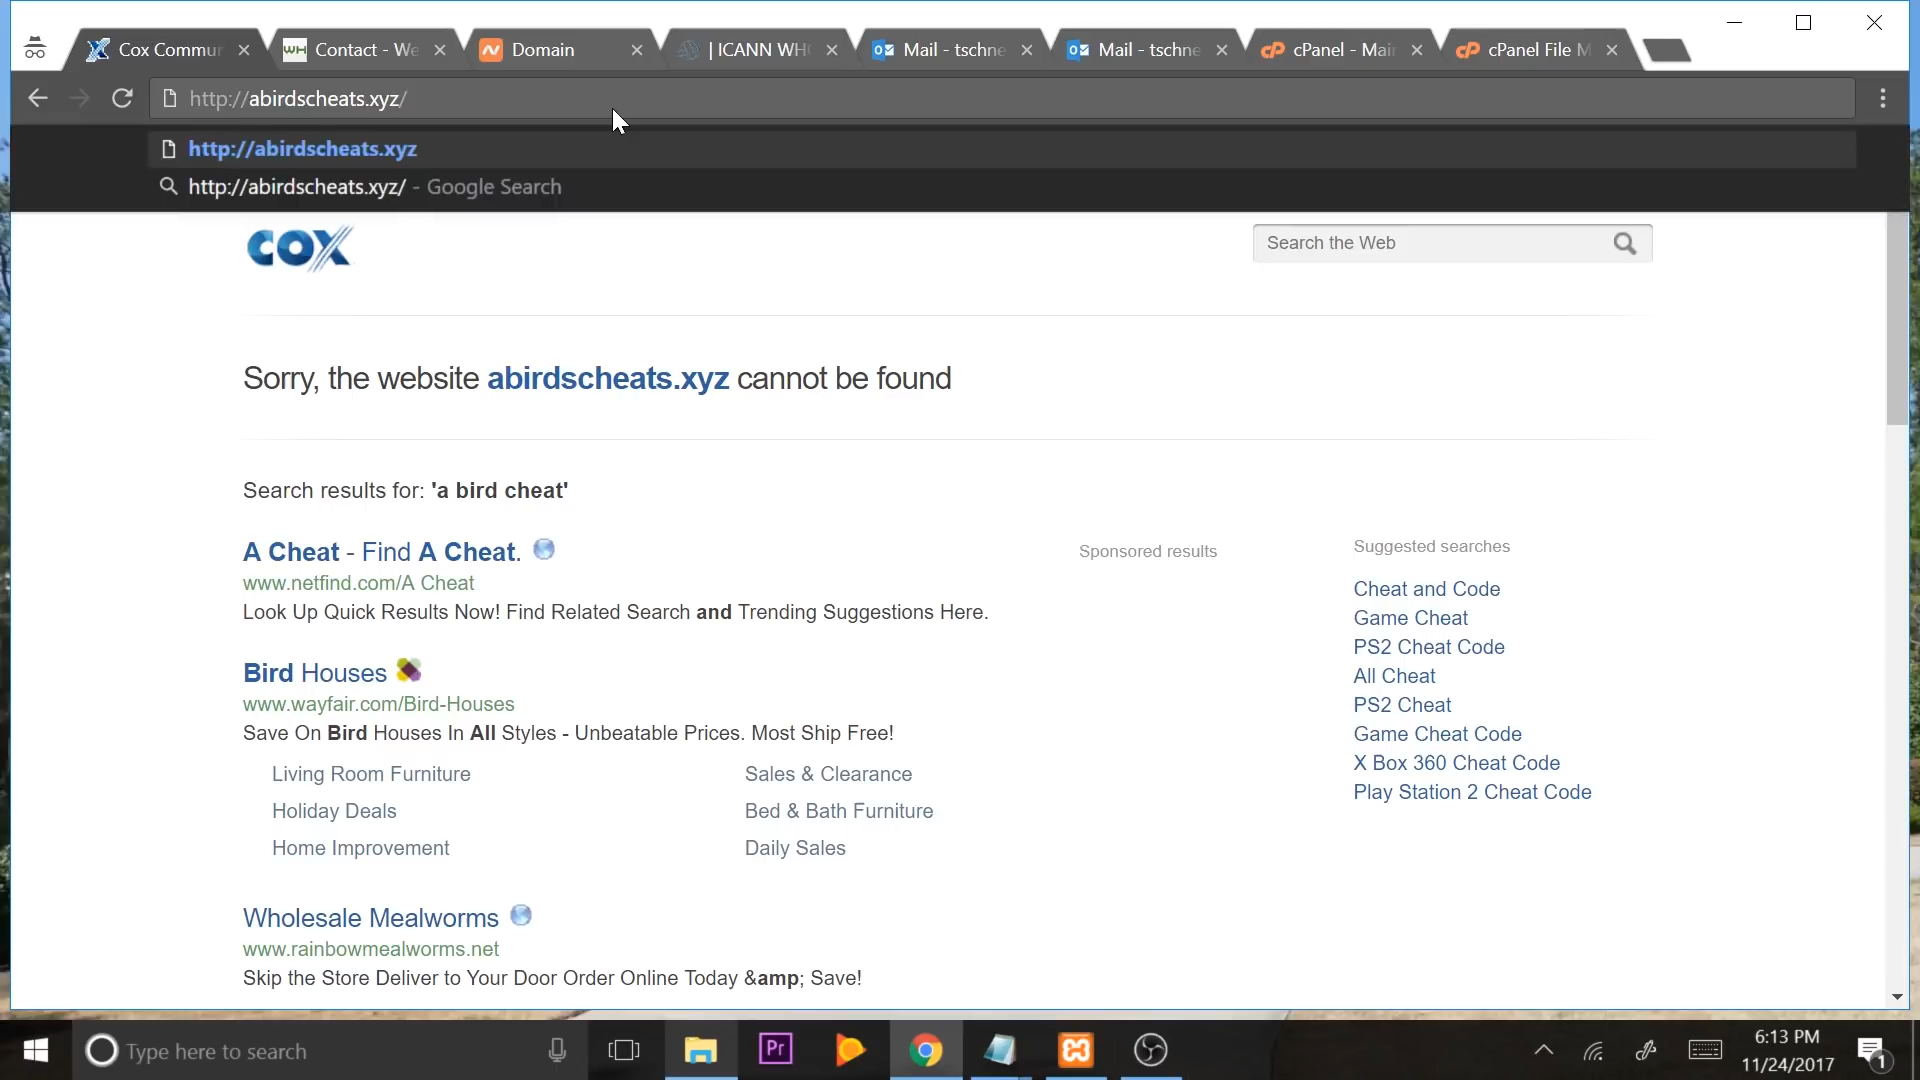 Cox Commun
Contact - We
Domain
| ICANN WHO
Mail - tschne
Mail - tschne
cPanel - Main
cPanel File M
http://abirdscheats.xyz/
http://abirdscheats.xyz
http://abirdscheats.xyz/ - Google Search
COX
Search the Web
Sorry, the website abirdscheats.xyz cannot be found
Search results for: 'a bird cheat'
A Cheat - Find A Cheat.
www.netfind.com/A Cheat
Look Up Quick Results Now! Find Related Search and Trending Suggestions Here.
Bird Houses
www.wayfair.com/Bird-Houses
Save On Bird Houses In All Styles - Unbeatable Prices. Most Ship Free!
Living Room Furniture
Sales & Clearance
Holiday Deals
Bed & Bath Furniture
Home Improvement
Daily Sales
Wholesale Mealworms
www.rainbowmealworms.net
Skip the Store Deliver to Your Door Order Online Today &amp; Save!
Sponsored results
Suggested searches
Cheat and Code
Game Cheat
PS2 Cheat Code
All Cheat
PS2 Cheat
Game Cheat Code
X Box 360 Cheat Code
Play Station 2 Cheat Code
Type here to search
Pr
6:13 PM
11/24/2017
1